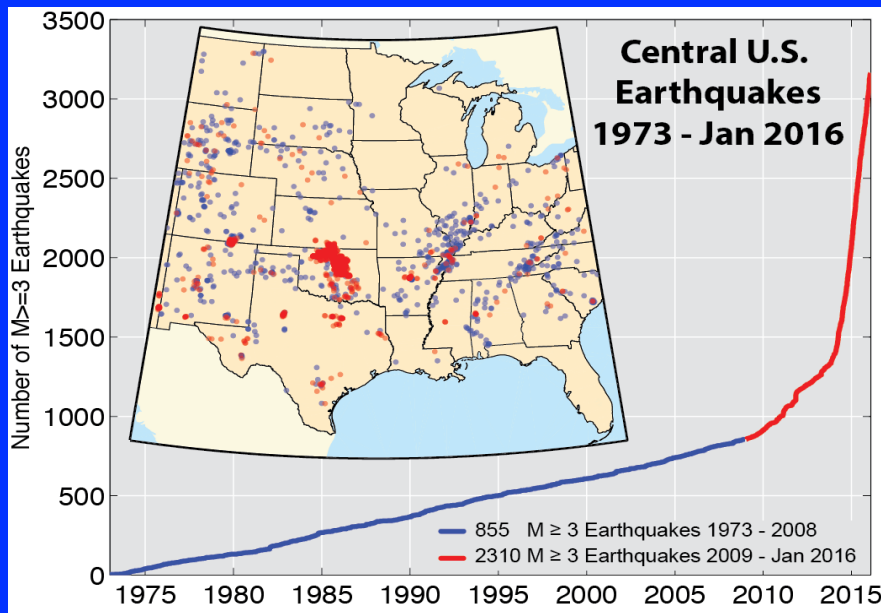 Central U.S.
Earthquakes
1973 - Jan 2016
Number of M>=3 Earthquakes
3500
3000
2500
2000
1500
1000
500
0
855 M ≥ 3 Earthquakes 1973 - 2008
2310 M ≥ 3 Earthquakes 2009 - Jan 2016
1975 1980 1985 1990 1995 2000 2005 2010 2015